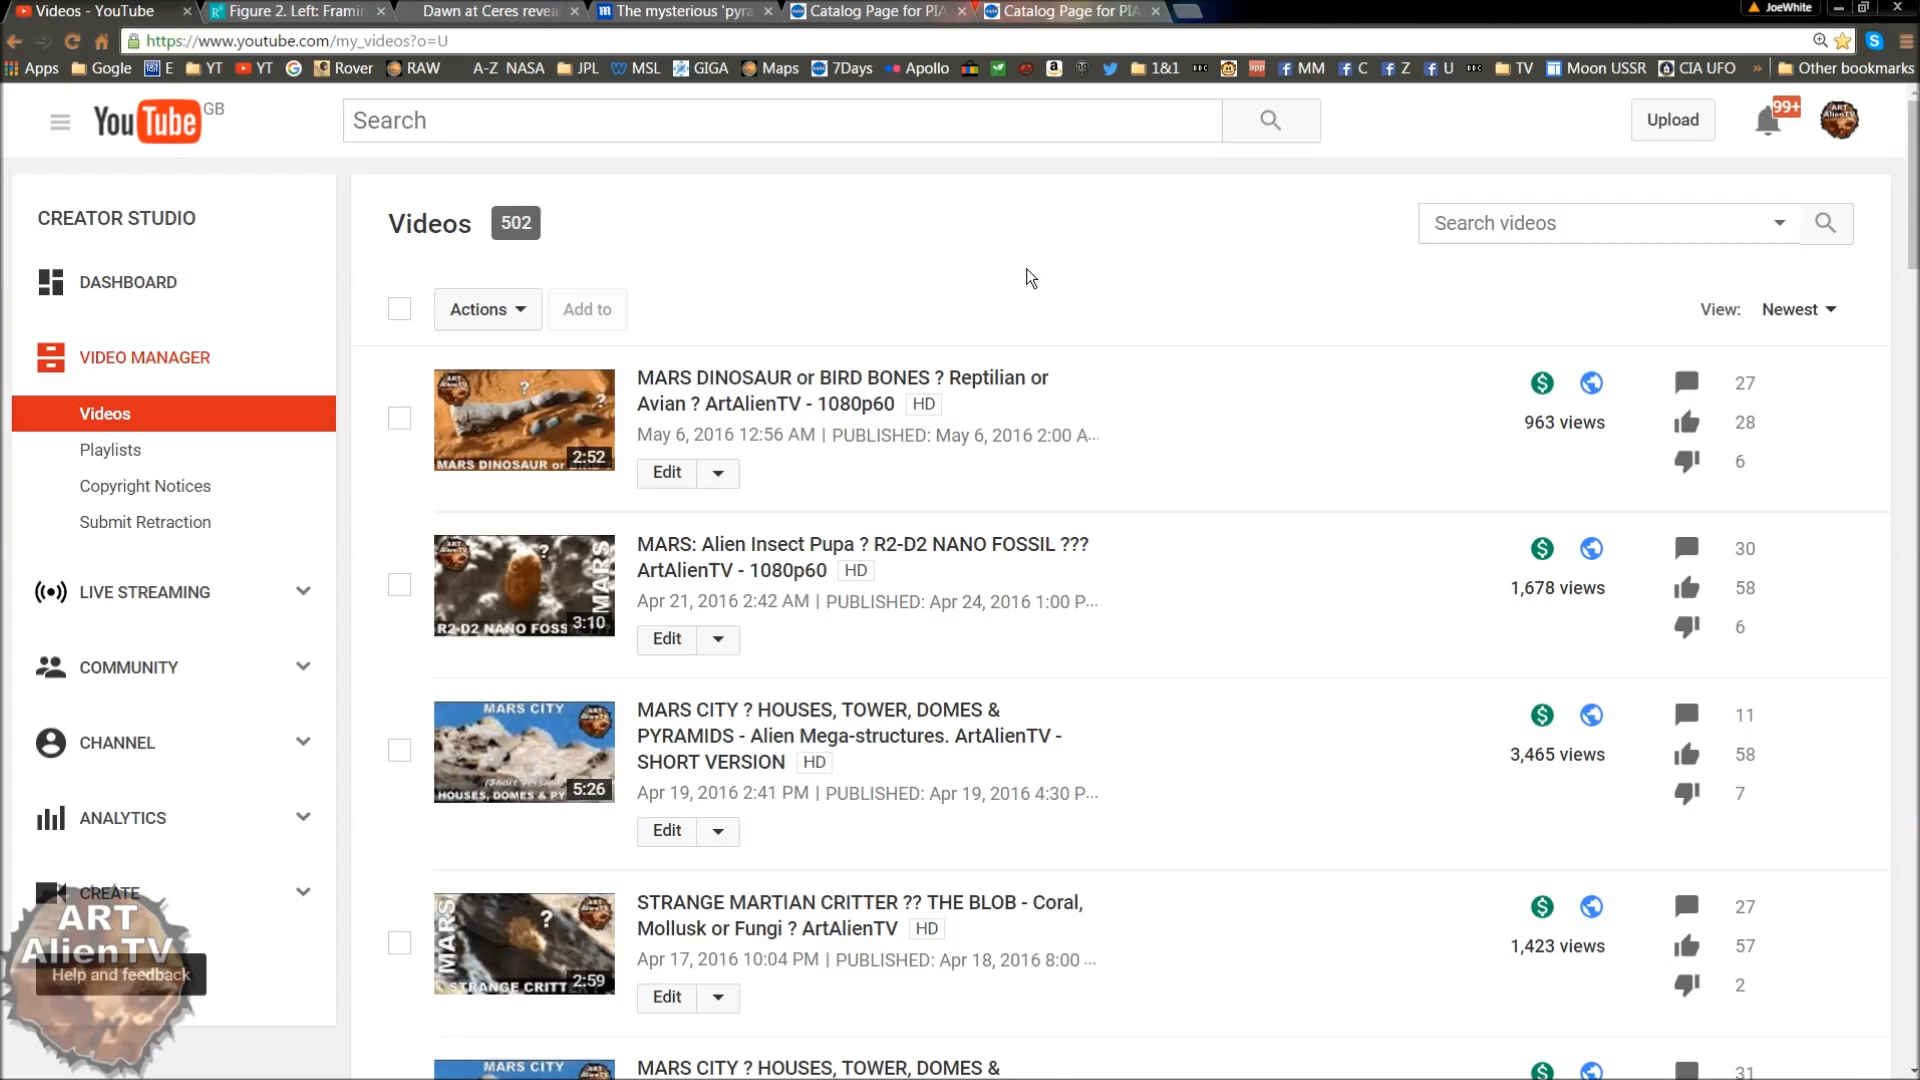 Videos - YouTube
Figure 2. Left: Framin
Dawn at Ceres revea
The mysterious 'pyra
Catalog Page for PIA
Catalog Page for PIA
JoeWhite
https://www.youtube.com/my_videos?o=U
Apps Gogle E YT YT Rover RAW A-Z NASA JPL MSL GIGA Maps 7Days Apollo 1&1 MM C Z U TV Moon USSR CIA UFO » Other bookmarks
YouTube GB
Search
Upload
99+
CREATOR STUDIO
DASHBOARD
VIDEO MANAGER
Videos
Playlists
Copyright Notices
Submit Retraction
LIVE STREAMING
COMMUNITY
CHANNEL
ANALYTICS
CREATE
ART
AlienTV
Help and feedback
Videos 502
Search videos
Actions Add to
View: Newest
MARS DINOSAUR or
2:52
MARS DINOSAUR or BIRD BONES ? Reptilian or
Avian ? ArtAlienTV - 1080p60 HD
May 6, 2016 12:56 AM | PUBLISHED: May 6, 2016 2:00 A...
Edit
963 views
27
28
6
MARS
R2-D2 NANO FOSS
3:10
MARS: Alien Insect Pupa ? R2-D2 NANO FOSSIL ???
ArtAlienTV - 1080p60 HD
Apr 21, 2016 2:42 AM | PUBLISHED: Apr 24, 2016 1:00 P...
Edit
1,678 views
30
58
6
MARS CITY
(Short Version)
HOUSES, DOMES & PY
5:26
MARS CITY ? HOUSES, TOWER, DOMES &
PYRAMIDS - Alien Mega-structures. ArtAlienTV -
SHORT VERSION HD
Apr 19, 2016 2:41 PM | PUBLISHED: Apr 19, 2016 4:30 P...
Edit
3,465 views
11
58
7
MARS
STRANGE CRITT
2:59
STRANGE MARTIAN CRITTER ?? THE BLOB - Coral,
Mollusk or Fungi ? ArtAlienTV HD
Apr 17, 2016 10:04 PM | PUBLISHED: Apr 18, 2016 8:00 ...
Edit
1,423 views
27
57
2
MARS CITY
MARS CITY ? HOUSES, TOWER, DOMES &
31